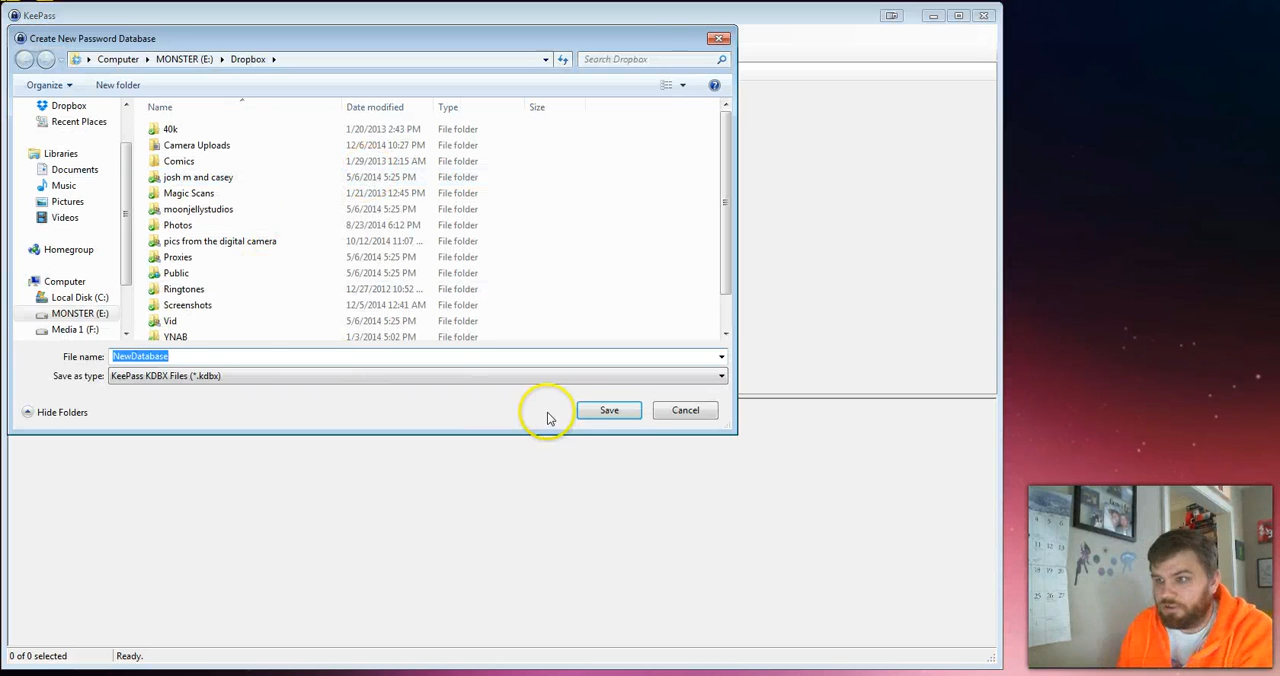 KeePass
Create New Password Database
Computer MONSTER (E:) Dropbox
Search Dropbox
Organize New folder
Name Date modified Type Size
Dropbox
Recent Places
Libraries
Documents
Music
Pictures
Videos
Homegroup
Computer
Local Disk (C:)
MONSTER (E:)
Media 1 (F:)
40k 1/20/2013 2:43 PM File folder
Camera Uploads 12/6/2014 10:27 PM File folder
Comics 1/29/2013 12:15 AM File folder
josh m and casey 5/6/2014 5:25 PM File folder
Magic Scans 1/21/2013 12:45 PM File folder
moonjellystudios 5/6/2014 5:25 PM File folder
Photos 8/23/2014 6:12 PM File folder
pics from the digital camera 10/12/2014 11:07 ... File folder
Proxies 5/6/2014 5:25 PM File folder
Public 5/6/2014 5:25 PM File folder
Ringtones 12/27/2012 10:52 ... File folder
Screenshots 12/5/2014 12:41 AM File folder
Vid 5/6/2014 5:25 PM File folder
YNAB 1/3/2014 5:02 PM File folder
File name: NewDatabase
Save as type: KeePass KDBX Files (*.kdbx)
Hide Folders
Save Cancel
0 of 0 selected Ready.